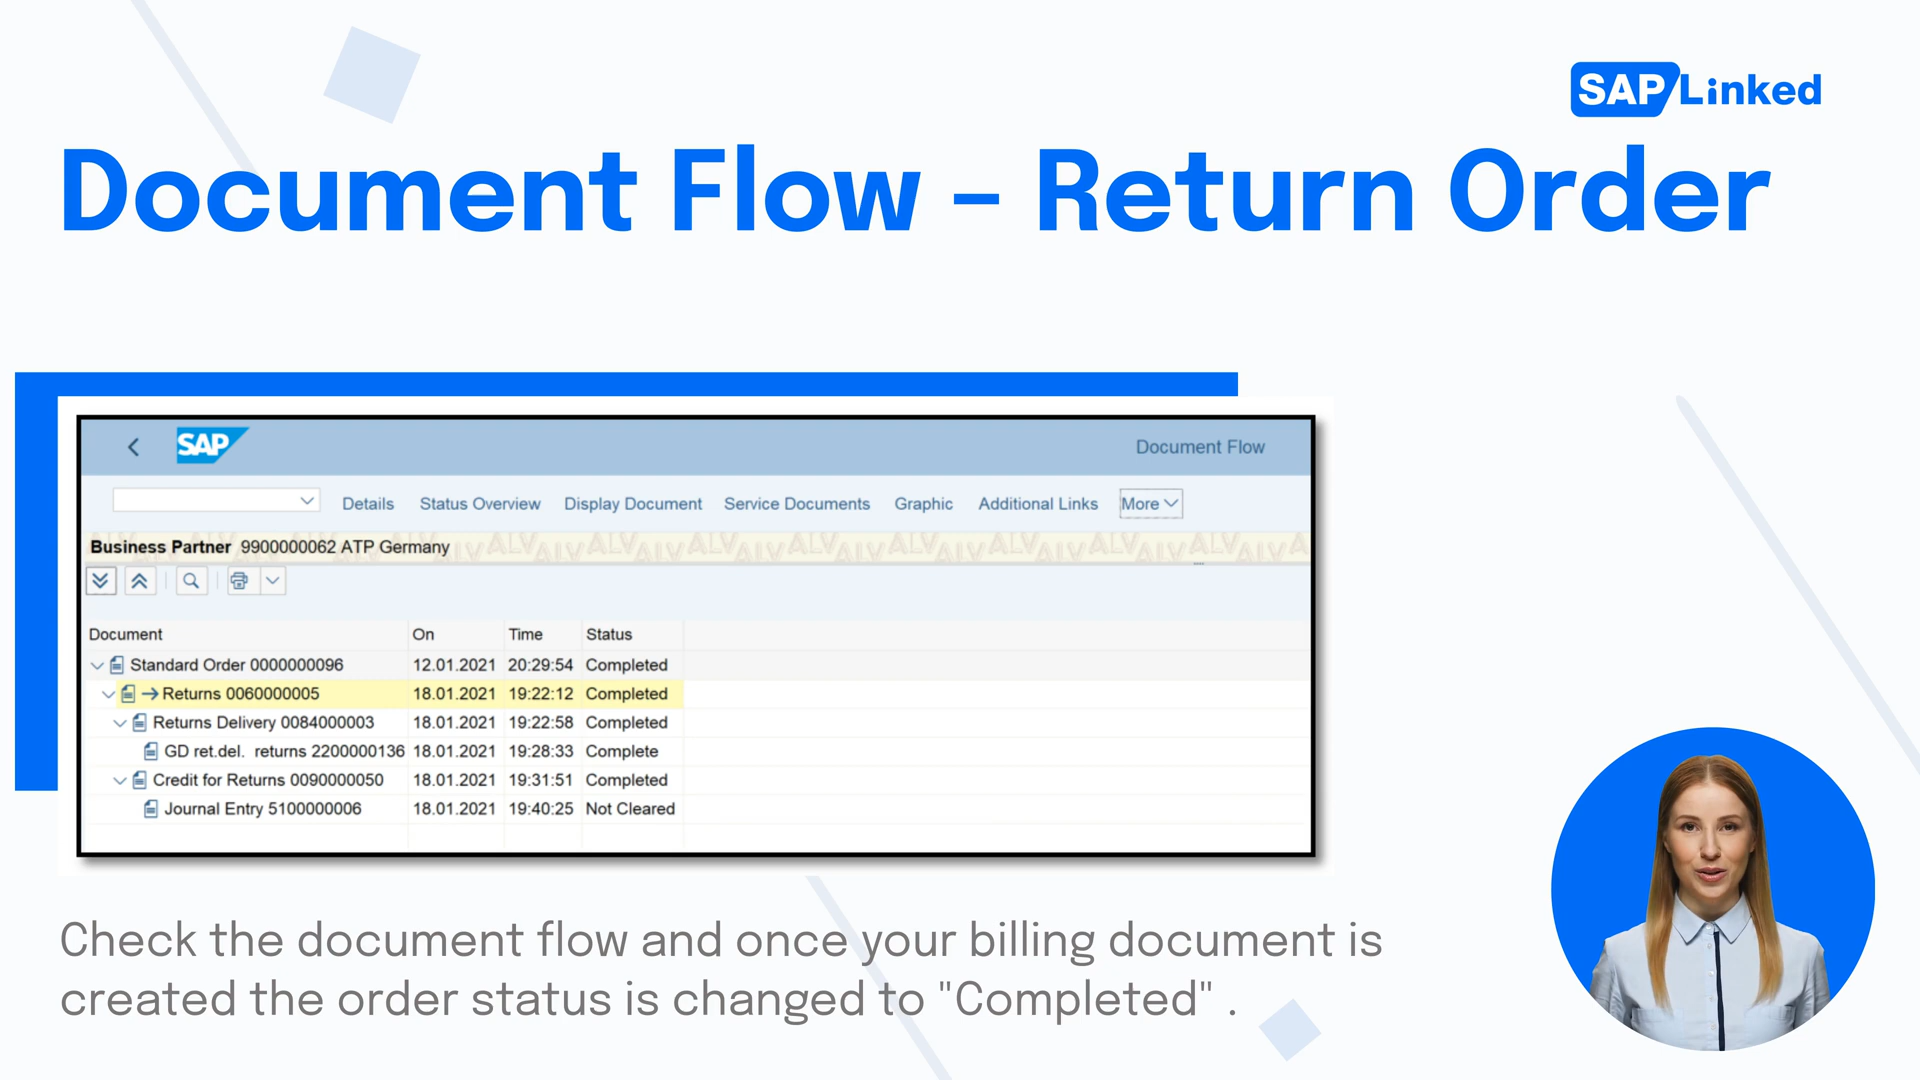 SAP Linked
Document Flow – Return Order
SAP
Document Flow
Details Status Overview Display Document Service Documents Graphic Additional Links More
Business Partner 9900000062 ATP Germany
Document On Time Status
Standard Order 0000000096 12.01.2021 20:29:54 Completed
Returns 0060000005 18.01.2021 19:22:12 Completed
Returns Delivery 0084000003 18.01.2021 19:22:58 Completed
GD ret.del. returns 2200000136 18.01.2021 19:28:33 Complete
Credit for Returns 0090000050 18.01.2021 19:31:51 Completed
Journal Entry 5100000006 18.01.2021 19:40:25 Not Cleared
Check the document flow and once your billing document is
created the order status is changed to "Completed" .